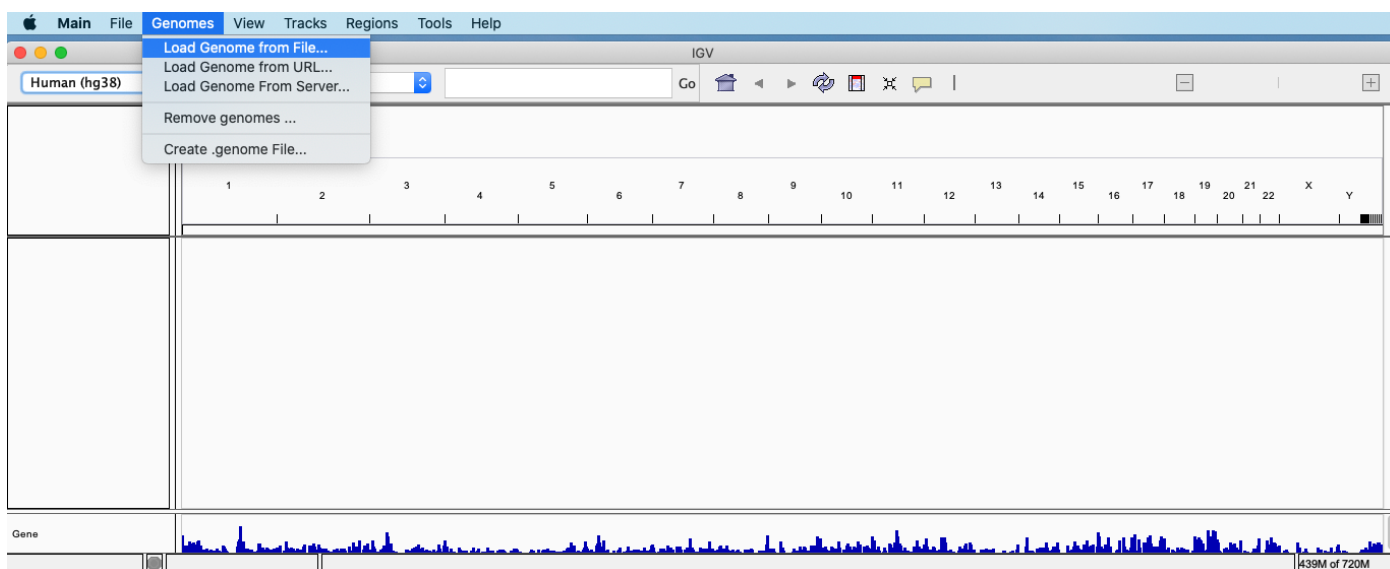 Main File Genomes View Tracks Regions Tools Help
Load Genome from File...
IGV
Load Genome from URL...
Human (hg38)
Go
Load Genome From Server...
Remove genomes ...
Create .genome File...
1 2 3 4 5 6 7 8 9 10 11 12 13 14 15 16 17 18 19 20 21 22 X Y
Gene
439M of 720M